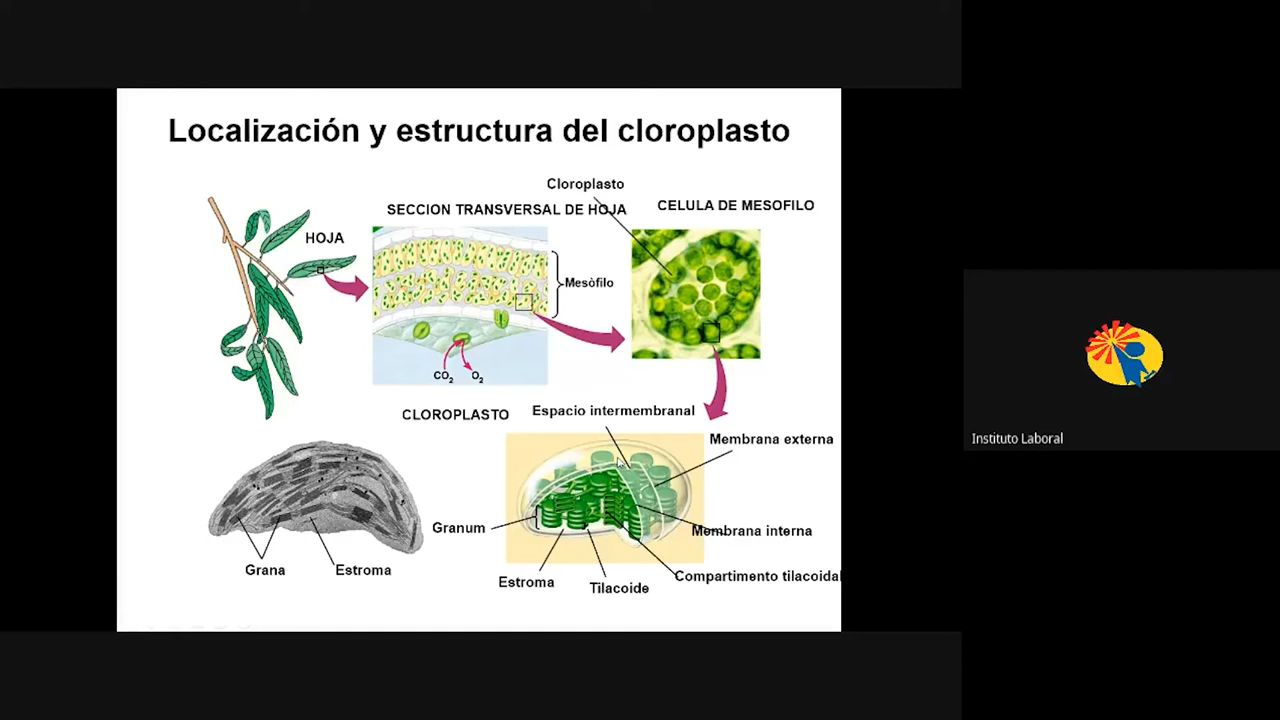 Localización y estructura del cloroplasto
Cloroplasto
SECCION TRANSVERSAL DE HOJA
CELULA DE MESOFILO
HOJA
Mesòfilo
CO2
O2
CLOROPLASTO
Espacio intermembranal
Membrana externa
Granum
Membrana interna
Grana
Estroma
Estroma
Tilacoide
Compartimento tilacoidal
Instituto Laboral